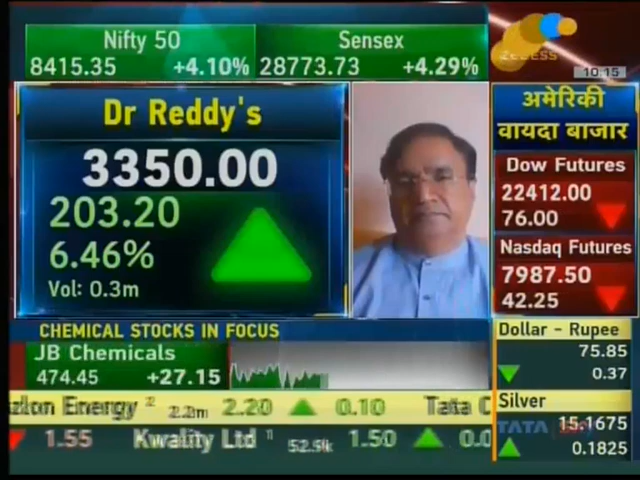 Nifty 50
8415.35 +4.10%
Sensex
28773.73 +4.29%
10:15
Dr Reddy's
3350.00
203.20
6.46%
Vol: 0.3m
अमेरिकी
वायदा बाजार
Dow Futures
22412.00
76.00
Nasdaq Futures
7987.50
42.25
CHEMICAL STOCKS IN FOCUS
JB Chemicals
474.45 +27.15
Dollar - Rupee
75.85
0.37
Silver
15.1675
0.1825
Energy 2.2m 2.20 0.10 Tata
1.55 Kwality Ltd 1.50
TATA